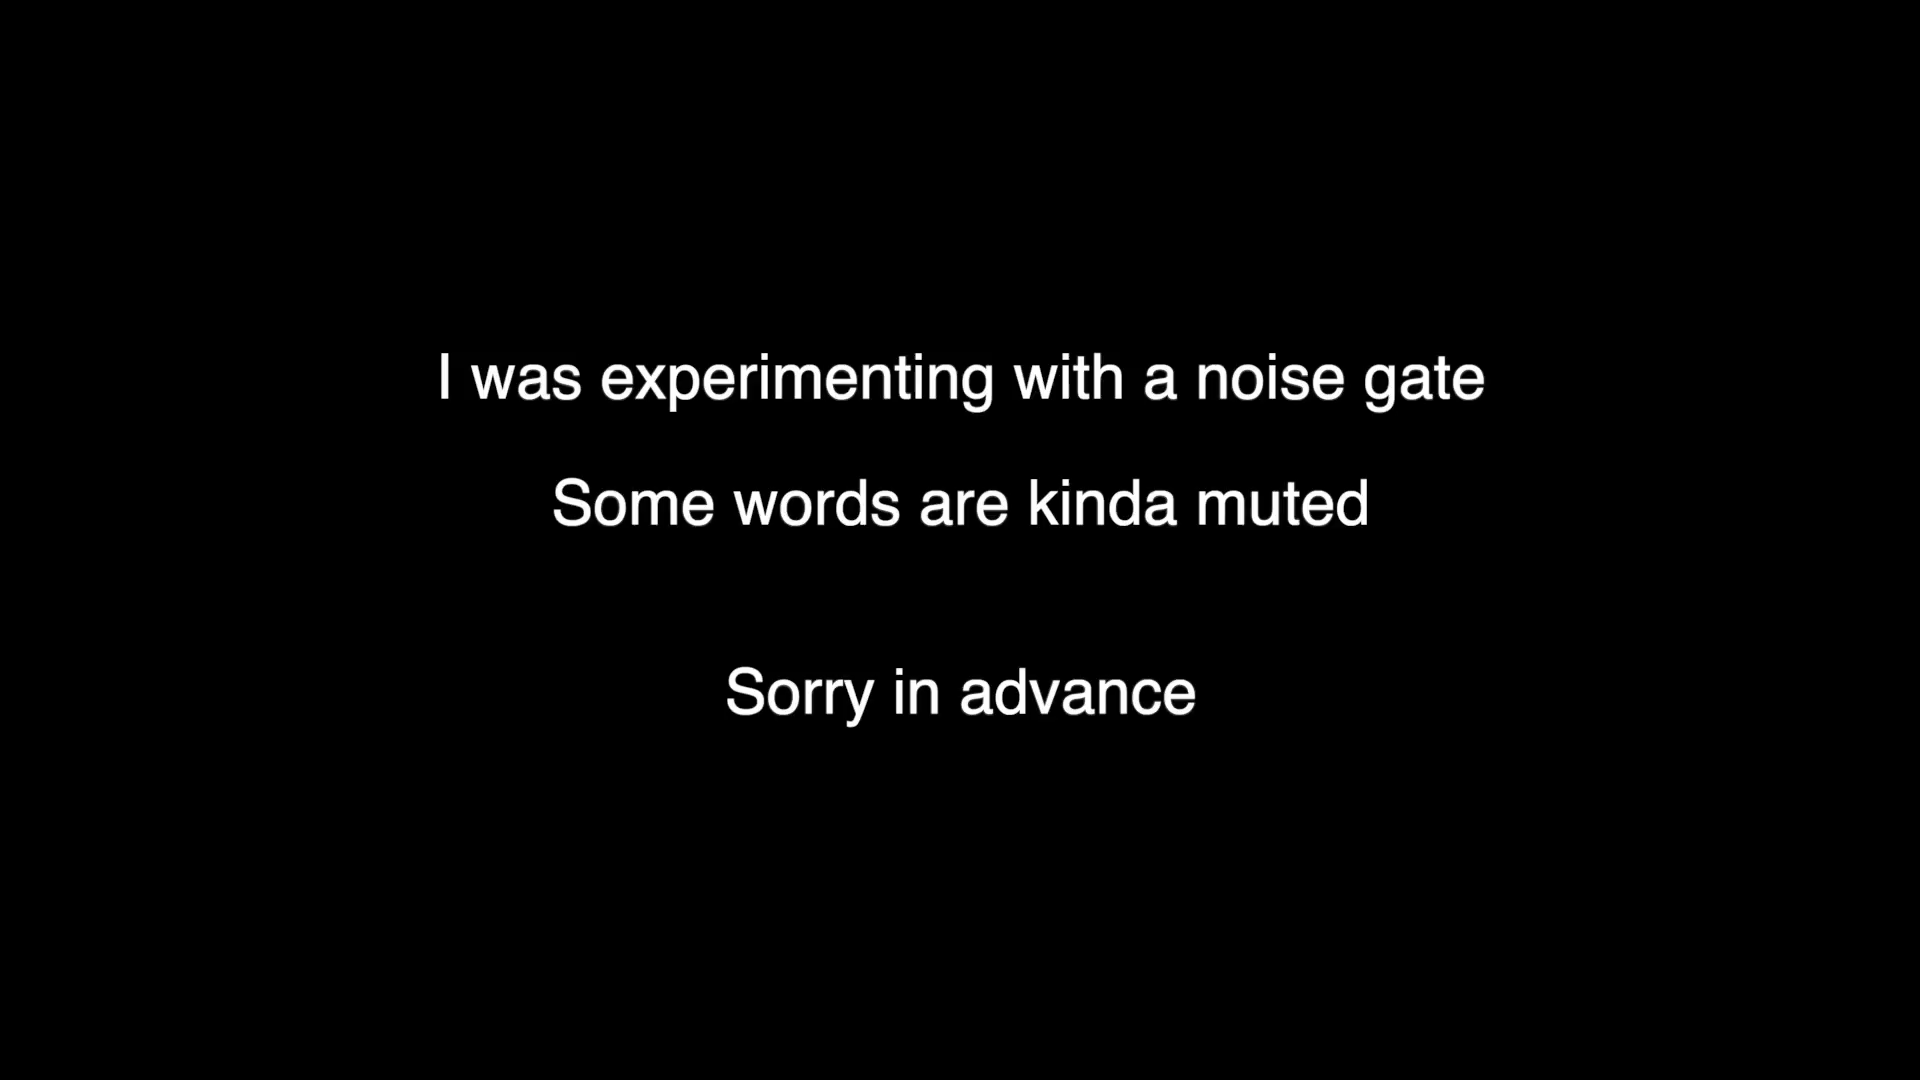 I was experimenting with a noise gate
Some words are kinda muted
Sorry in advance